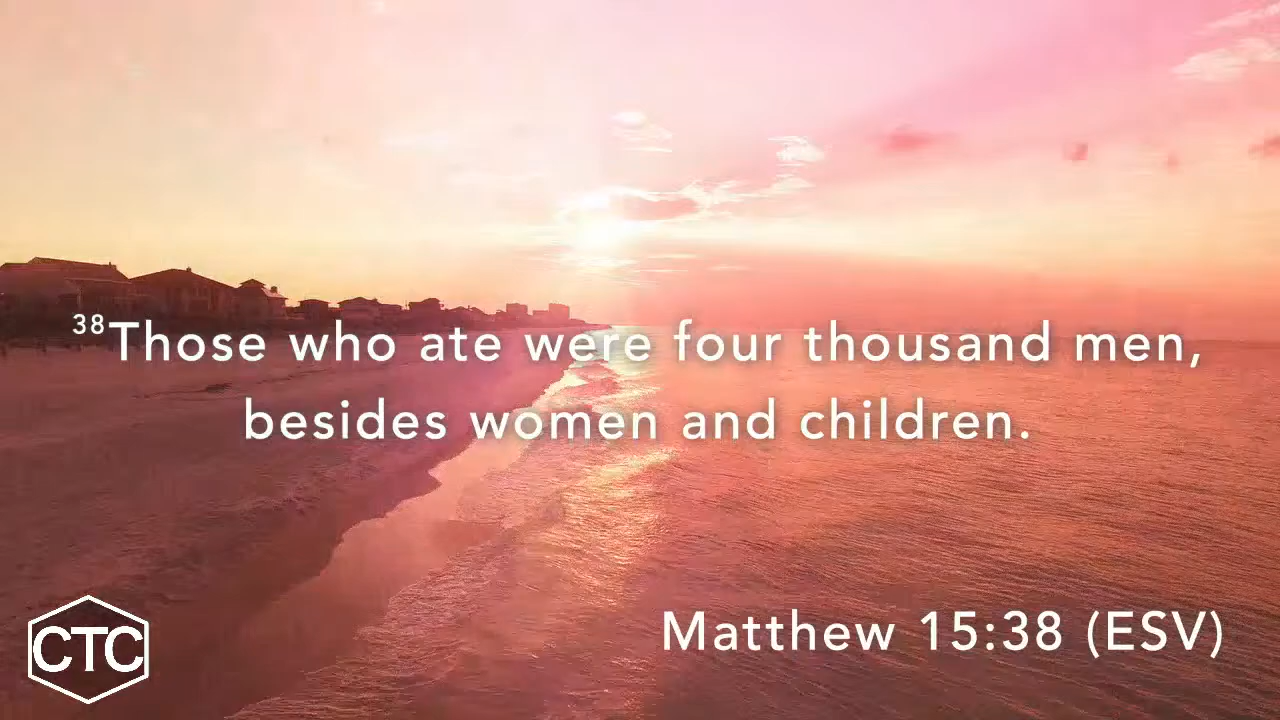 38Those who ate were four thousand men,
besides women and children.
Matthew 15:38 (ESV)
CTC